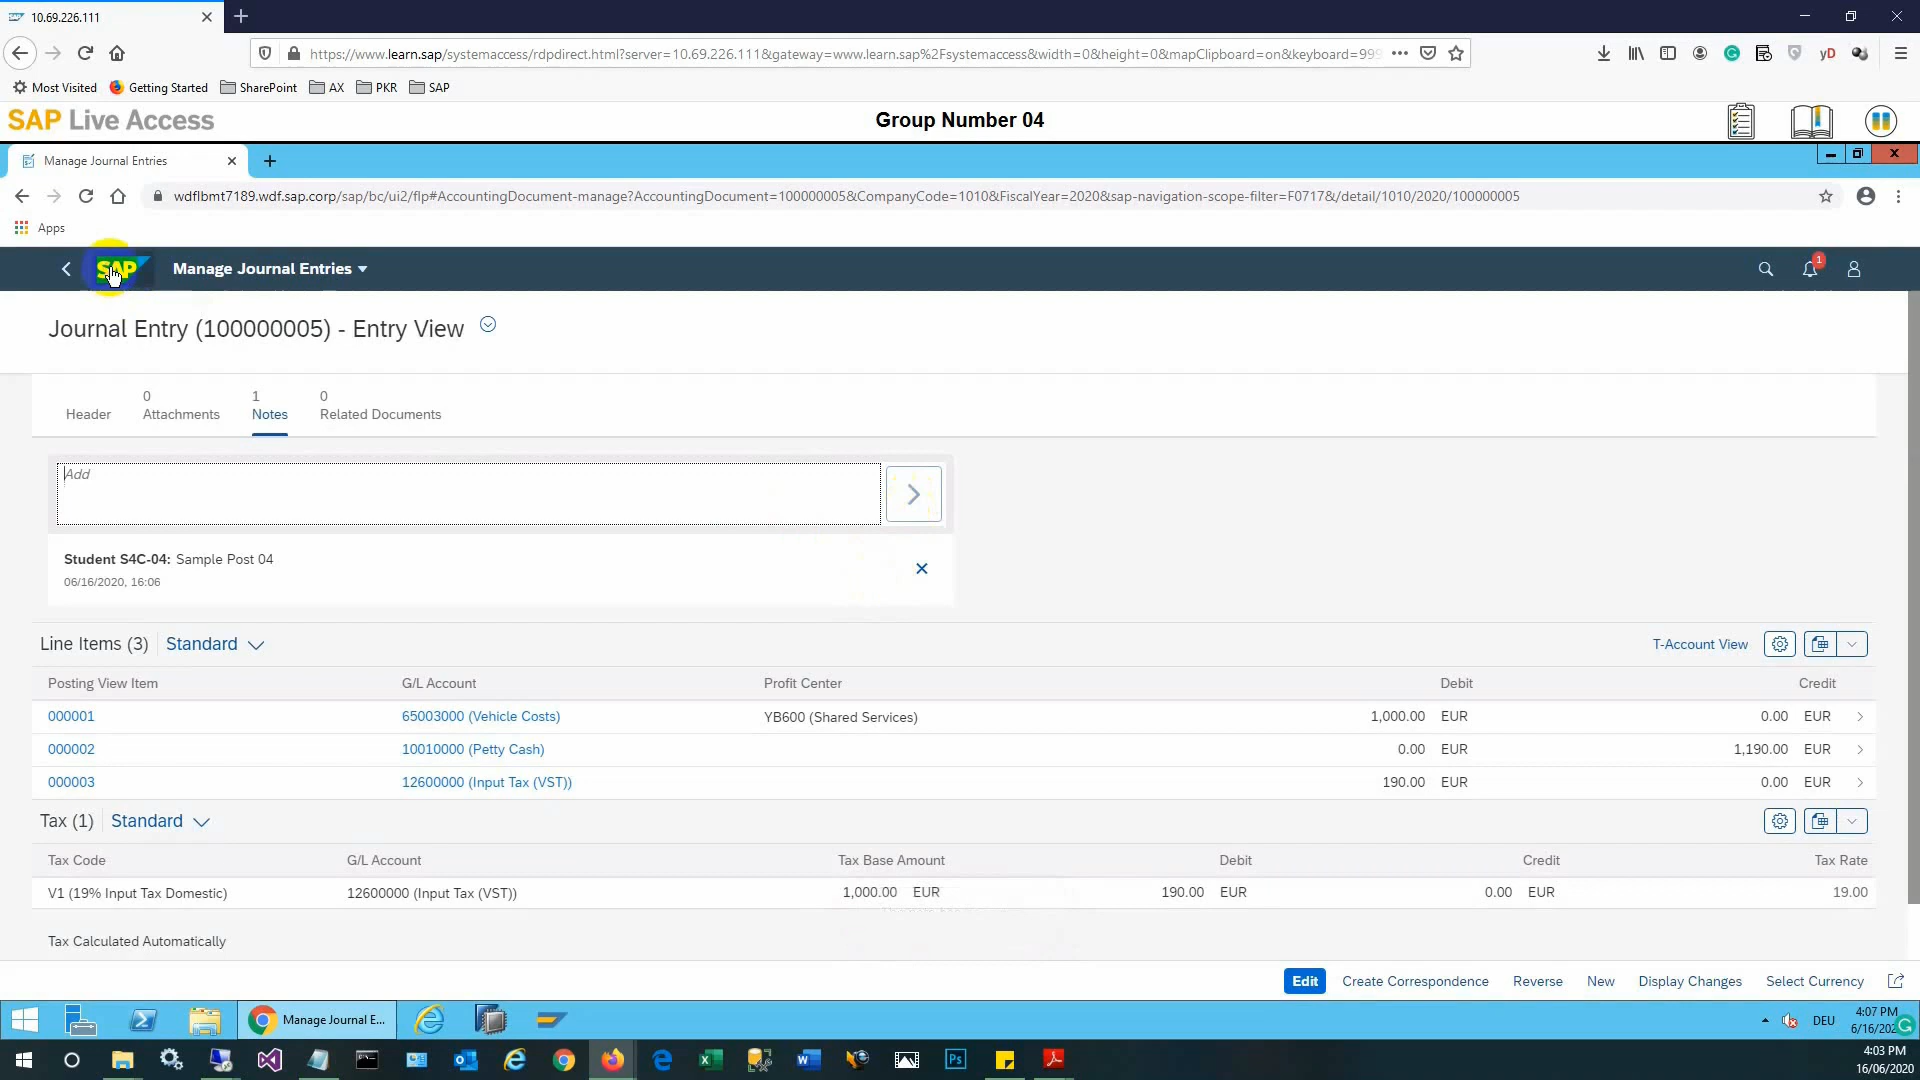 10.69.226.111
https://www.learn.sap/systemaccess/rdpdirect.html?server=10.69.226.111&gateway=www.learn.sap%2Fsystemaccess&width=0&height=0&mapClipboard=on&keyboard=999
Most Visited Getting Started SharePoint AX PKR SAP
SAP Live Access
Group Number 04
Manage Journal Entries
wdflbmt7189.wdf.sap.corp/sap/bc/ui2/flp#AccountingDocument-manage?AccountingDocument=100000005&CompanyCode=1010&FiscalYear=2020&sap-navigation-scope-filter=F0717&/detail/1010/2020/100000005
Apps
SAP Manage Journal Entries 1
Journal Entry (100000005) - Entry View
0 1 0
Header Attachments Notes Related Documents
Add
Student S4C-04: Sample Post 04
06/16/2020, 16:06
Line Items (3) Standard T-Account View
Posting View Item G/L Account Profit Center Debit Credit
000001 65003000 (Vehicle Costs) YB600 (Shared Services) 1,000.00 EUR 0.00 EUR
000002 10010000 (Petty Cash) 0.00 EUR 1,190.00 EUR
000003 12600000 (Input Tax (VST)) 190.00 EUR 0.00 EUR
Tax (1) Standard
Tax Code G/L Account Tax Base Amount Debit Credit Tax Rate
V1 (19% Input Tax Domestic) 12600000 (Input Tax (VST)) 1,000.00 EUR 190.00 EUR 0.00 EUR 19.00
Tax Calculated Automatically
Edit Create Correspondence Reverse New Display Changes Select Currency
Manage Journal E... DEU 4:07 PM
6/16/202
4:03 PM
16/06/2020